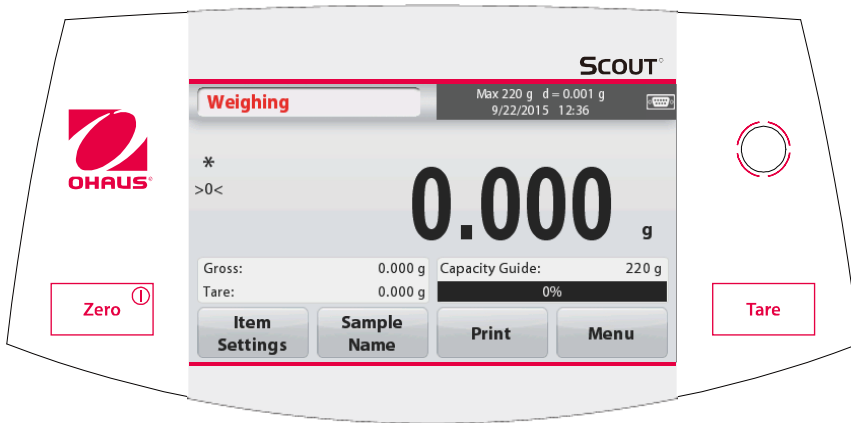 SCOUT
Weighing
Max 220 g d = 0.001 g
9/22/2015 12:36
OHAUS
*
>0<
0.000 g
Gross: 0.000 g
Tare: 0.000 g
Capacity Guide: 220 g
0%
Zero
Tare
Item Settings
Sample Name
Print
Menu